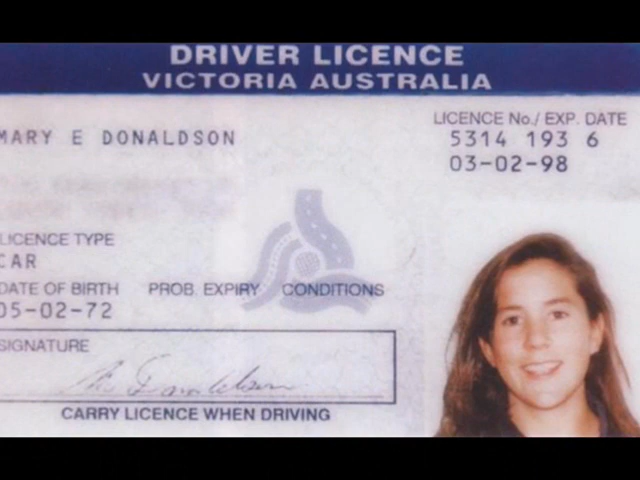 DRIVER LICENCE
VICTORIA AUSTRALIA
MARY E DONALDSON
LICENCE No./ EXP. DATE
5314 193 6
03-02-98
LICENCE TYPE
CAR
DATE OF BIRTH PROB. EXPIRY CONDITIONS
05-02-72
SIGNATURE
M Donaldson
CARRY LICENCE WHEN DRIVING